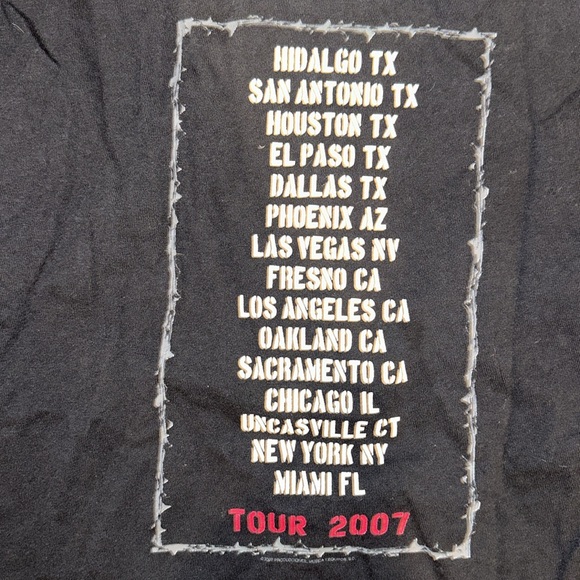 HIDALGO TX
SAN ANTONIO TX
HOUSTON TX
EL PASO TX
DALLAS TX
PHOENIX AZ
LAS VEGAS NV
FRESNO CA
LOS ANGELES CA
OAKLAND CA
SACRAMENTO CA
CHICAGO IL
UNCASVILLE CT
NEW YORK NY
MIAMI FL
TOUR 2007